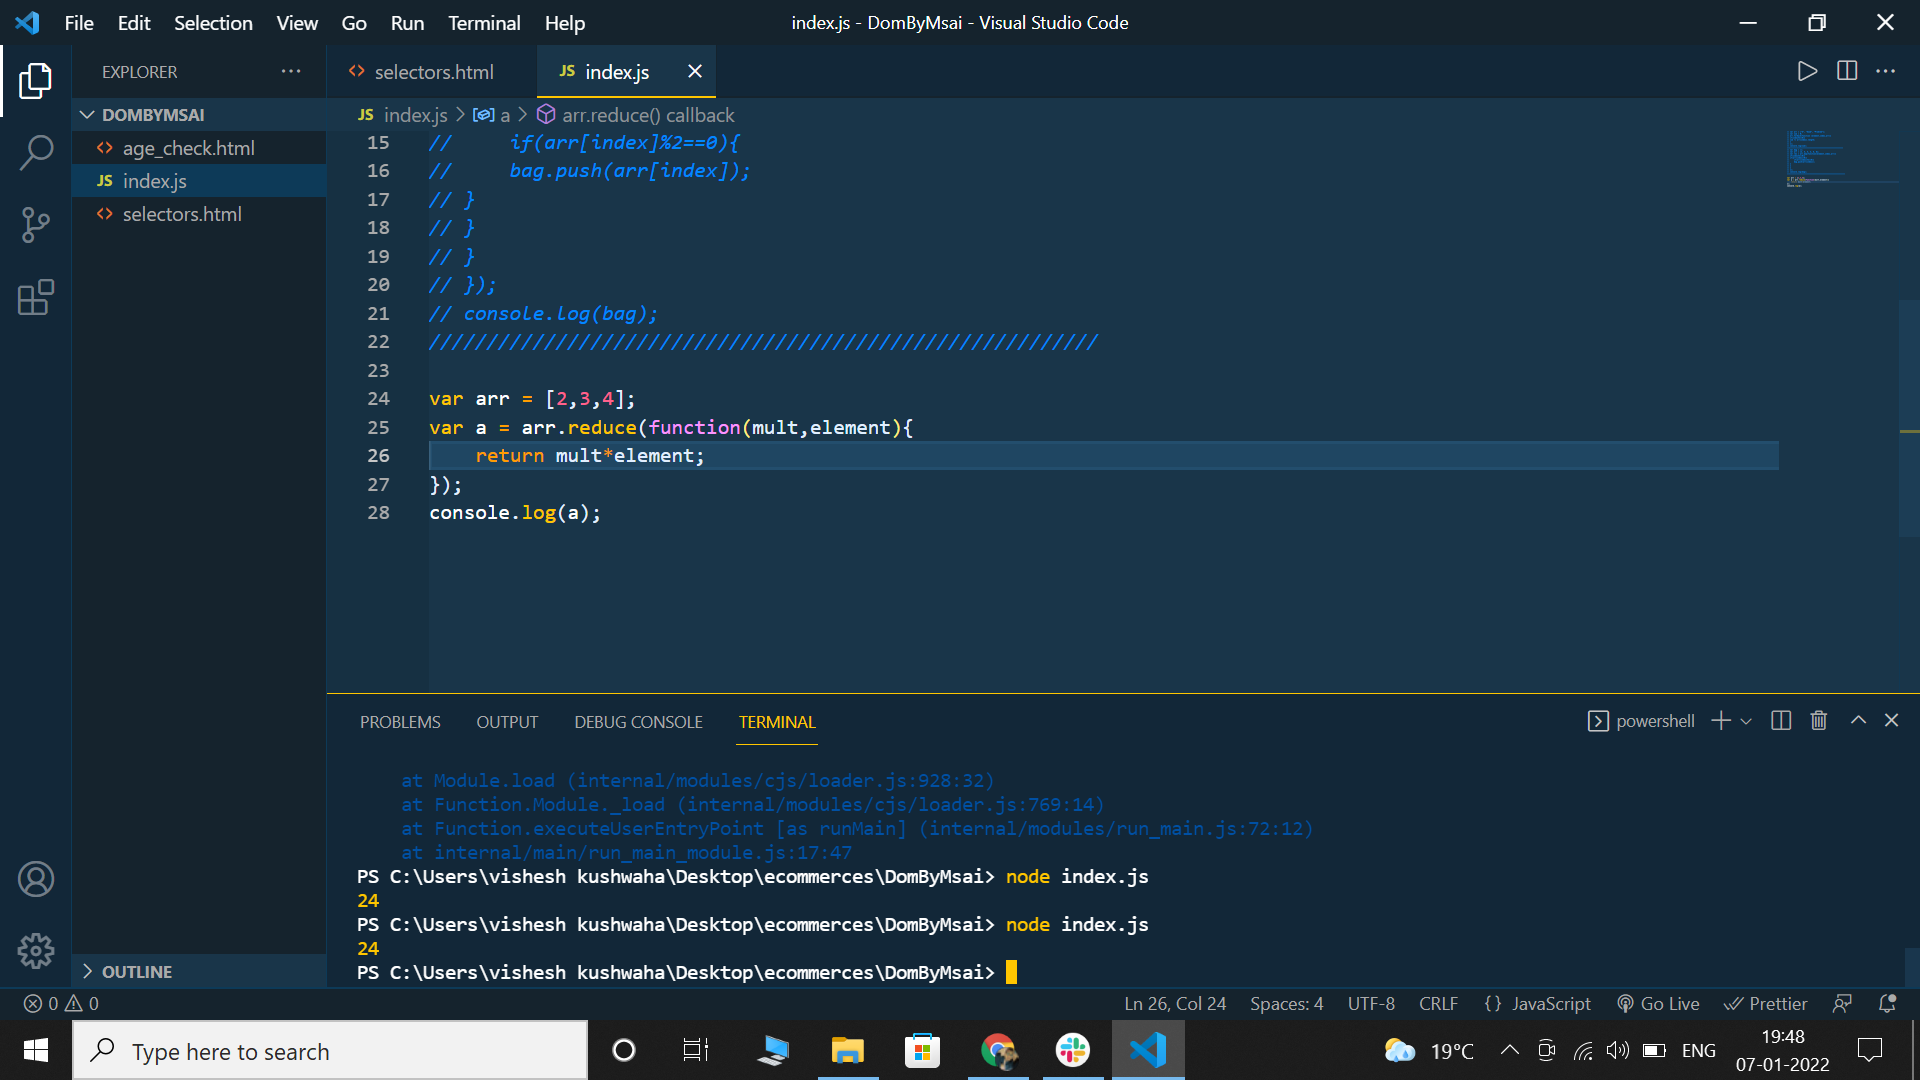 File Edit Selection View Go Run Terminal Help
index.js - DomByMsai - Visual Studio Code
EXPLORER ···
DOMBYMSAI
<> age_check.html
JS index.js
<> selectors.html
OUTLINE
<> selectors.html
JS index.js
JS index.js > a > arr.reduce() callback
15 //     if(arr[index]%2==0){
16 //     bag.push(arr[index]);
17 // }
18 // }
19 // }
20 // });
21 // console.log(bag);
22 //////////////////////////////////////////////////////////
23
24 var arr = [2,3,4];
25 var a = arr.reduce(function(mult,element){
26     return mult*element;
27 });
28 console.log(a);
PROBLEMS OUTPUT DEBUG CONSOLE TERMINAL
powershell
    at Module.load (internal/modules/cjs/loader.js:928:32)
    at Function.Module._load (internal/modules/cjs/loader.js:769:14)
    at Function.executeUserEntryPoint [as runMain] (internal/modules/run_main.js:72:12)
    at internal/main/run_main_module.js:17:47
PS C:\Users\vishesh kushwaha\Desktop\ecommerces\DomByMsai> node index.js
24
PS C:\Users\vishesh kushwaha\Desktop\ecommerces\DomByMsai> node index.js
24
PS C:\Users\vishesh kushwaha\Desktop\ecommerces\DomByMsai>
0 0
Ln 26, Col 24 Spaces: 4 UTF-8 CRLF {} JavaScript Go Live Prettier
Type here to search
19°C
ENG
19:48
07-01-2022